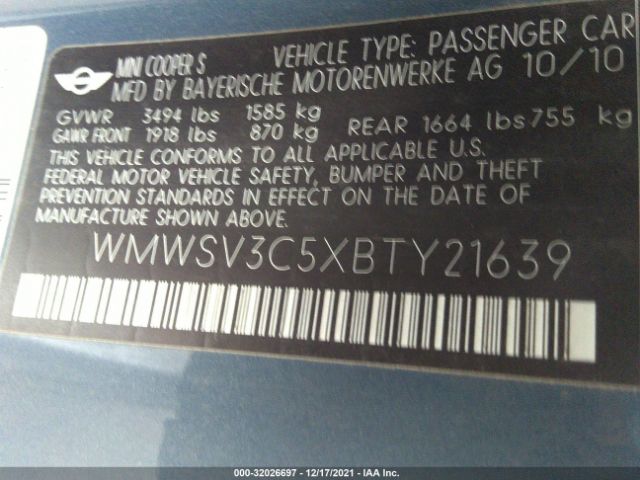 MINI COOPER S VEHICLE TYPE: PASSENGER CAR
MFD BY BAYERISCHE MOTORENWERKE AG 10/10
GVWR 3494 lbs 1585 kg
GAWR FRONT 1918 lbs 870 kg REAR 1664 lbs 755 kg
THIS VEHICLE CONFORMS TO ALL APPLICABLE U.S.
FEDERAL MOTOR VEHICLE SAFETY, BUMPER AND THEFT
PREVENTION STANDARDS IN EFFECT ON THE DATE OF
MANUFACTURE SHOWN ABOVE.
WMWSV3C5XBTY21639
000-32026697 - 12/17/2021 - IAA Inc.